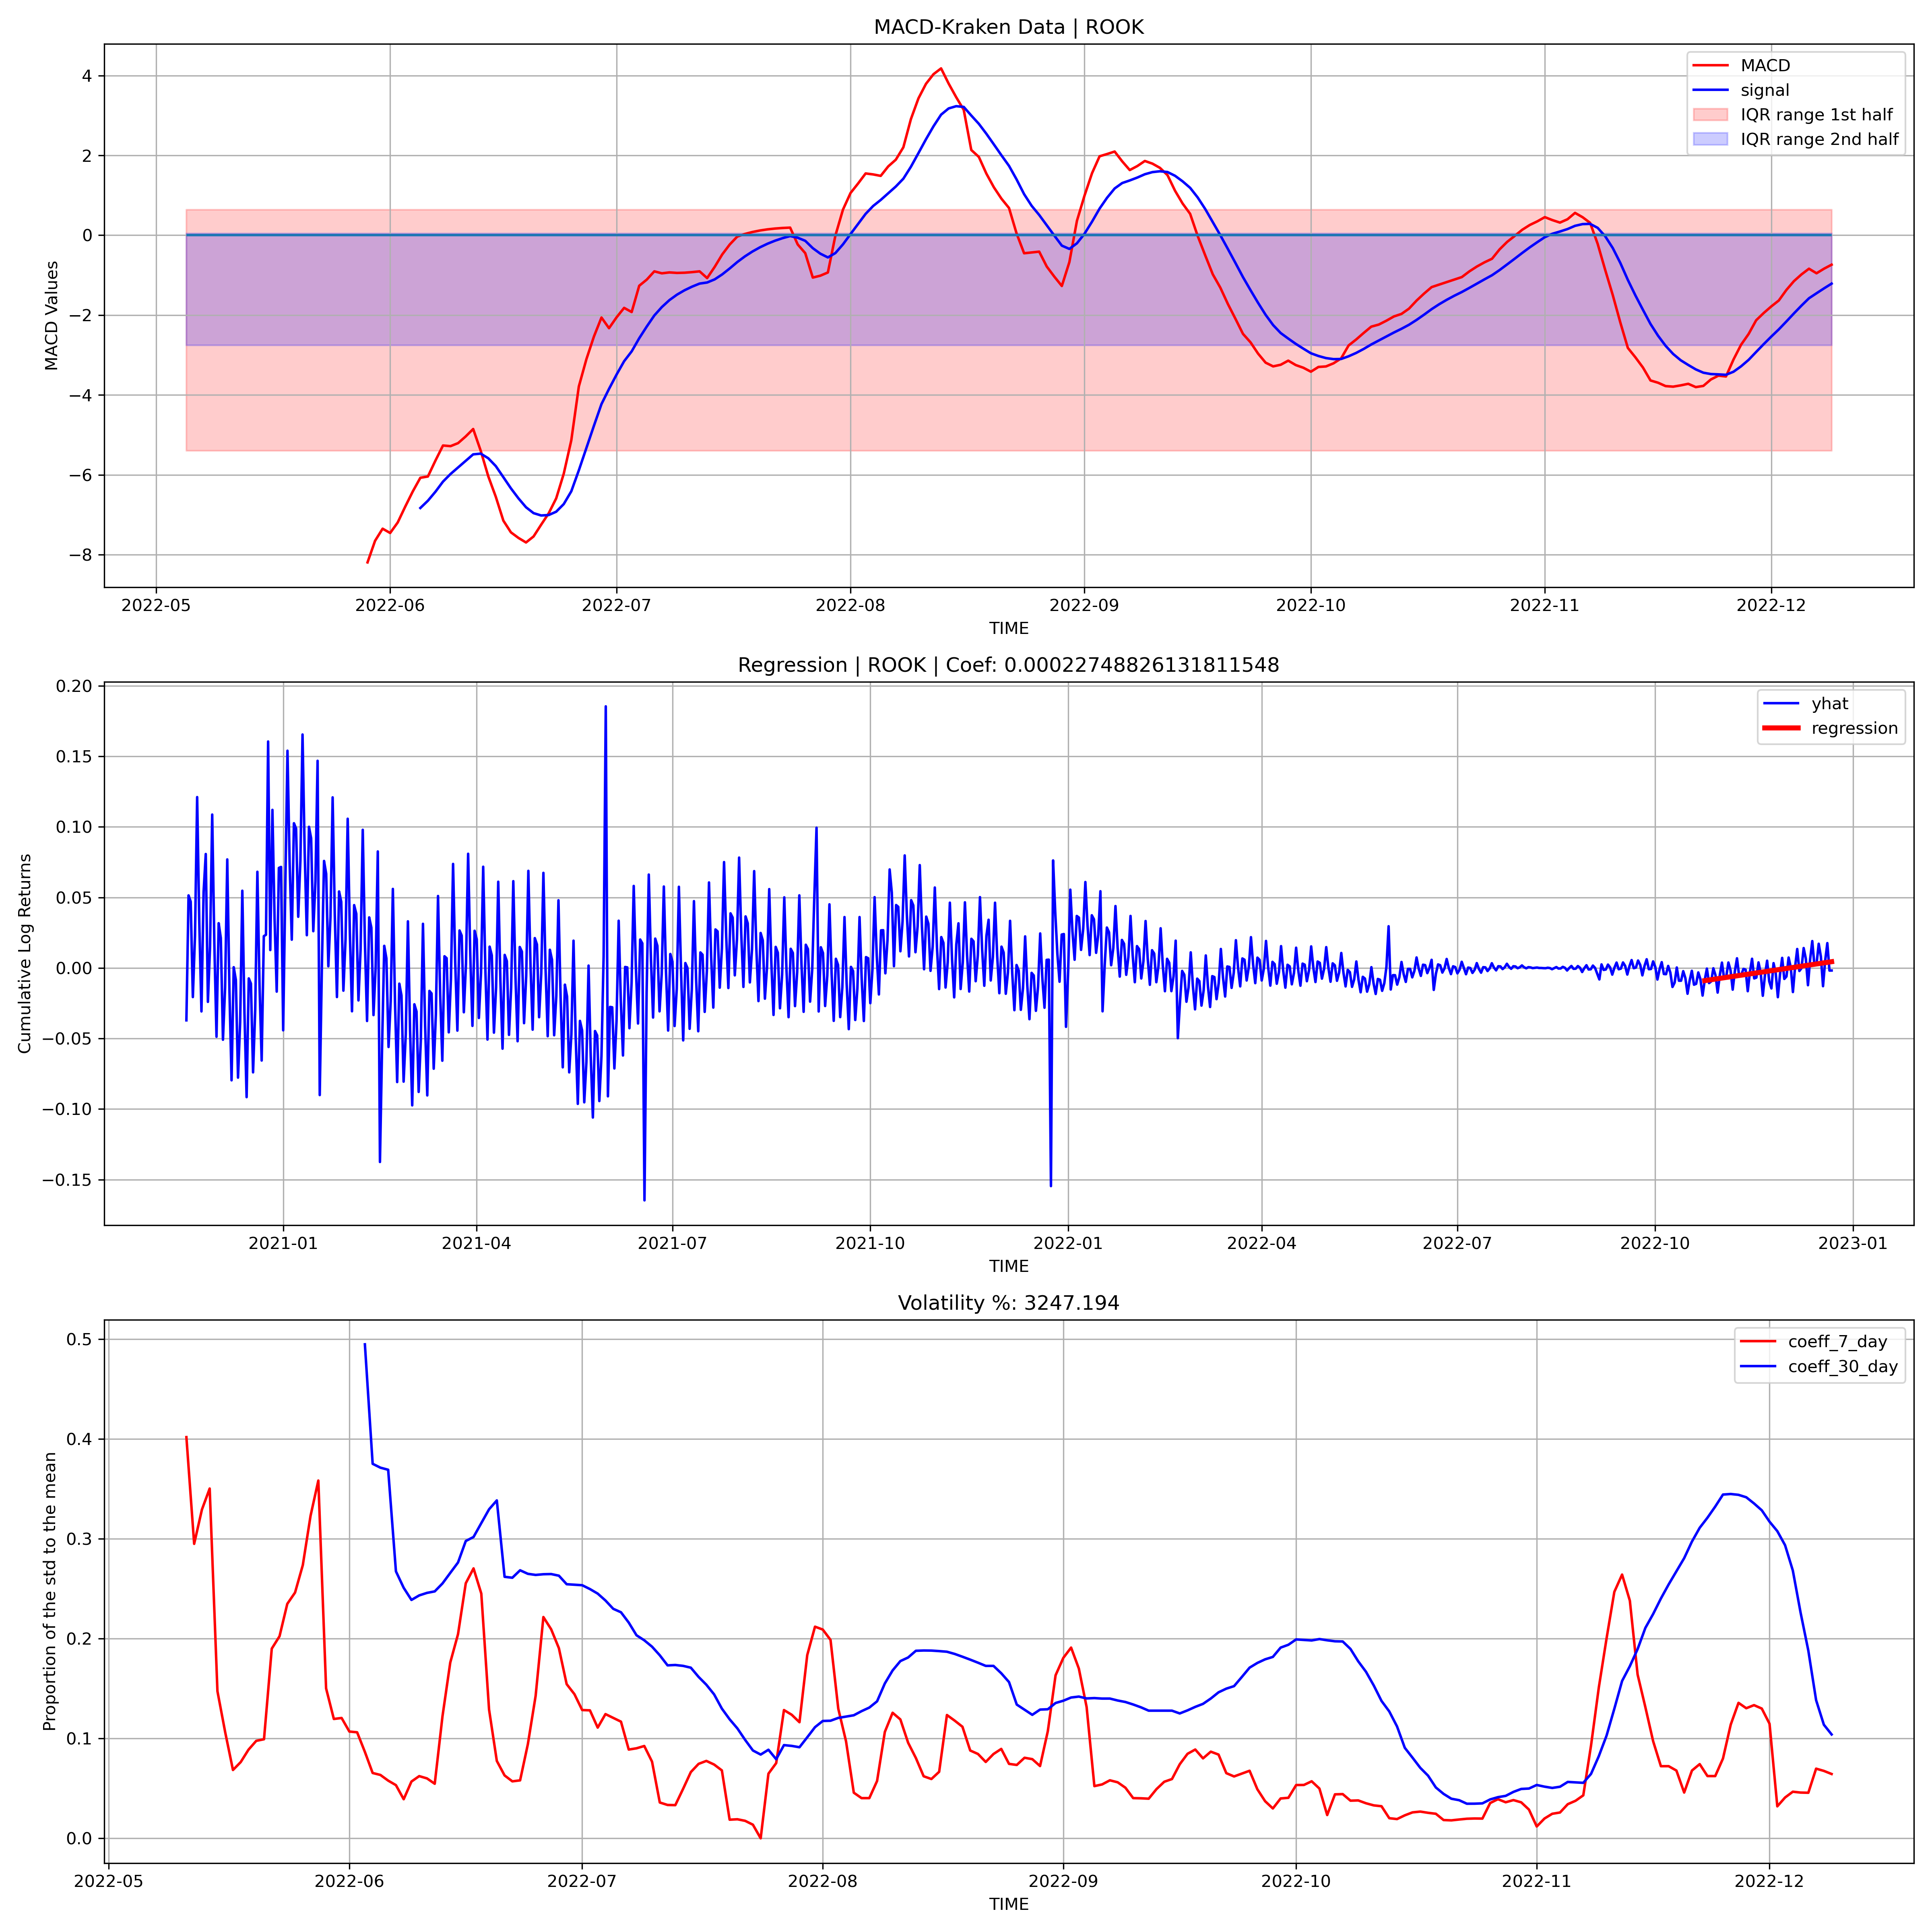 MACD-Kraken Data | ROOK
MACD
signal
IQR range 1st half
IQR range 2nd half
MACD Values
4
2
0
−2
−4
−6
−8
2022-05
2022-06
2022-07
2022-08
2022-09
2022-10
2022-11
2022-12
TIME
Regression | ROOK | Coef: 0.00022748826131811548
yhat
regression
Cumulative Log Returns
0.20
0.15
0.10
0.05
0.00
−0.05
−0.10
−0.15
2021-01
2021-04
2021-07
2021-10
2022-01
2022-04
2022-07
2022-10
2023-01
TIME
Volatility %: 3247.194
coeff_7_day
coeff_30_day
Proportion of the std to the mean
0.5
0.4
0.3
0.2
0.1
0.0
2022-05
2022-06
2022-07
2022-08
2022-09
2022-10
2022-11
2022-12
TIME